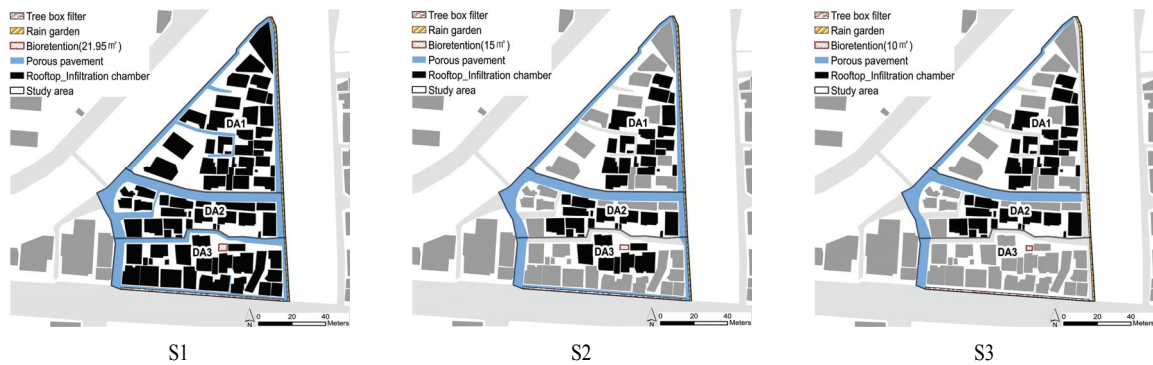 Tree box filter
Rain garden
Bioretention(21.95㎡)
Porous pavement
Rooftop_Infiltration chamber
Study area
DA1
DA2
DA3
N
0 20 40
Meters
S1
Tree box filter
Rain garden
Bioretention(15㎡)
Porous pavement
Rooftop_Infiltration chamber
Study area
DA1
DA2
DA3
N
0 20 40
Meters
S2
Tree box filter
Rain garden
Bioretention(10㎡)
Porous pavement
Rooftop_Infiltration chamber
Study area
DA1
DA2
DA3
N
0 20 40
Meters
S3